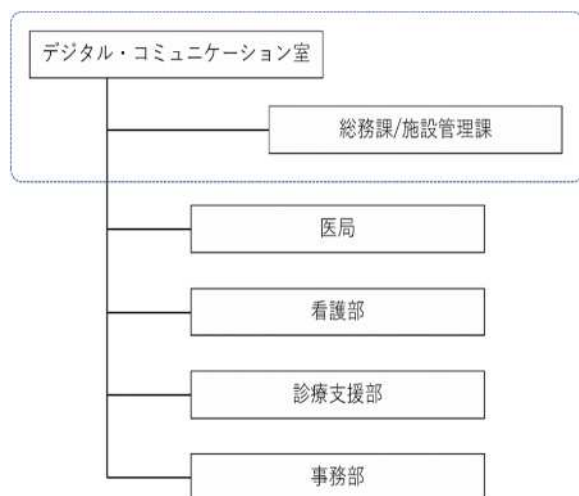 デジタル・コミュニケーション室
総務課/施設管理課
医局
看護部
診療支援部
事務部